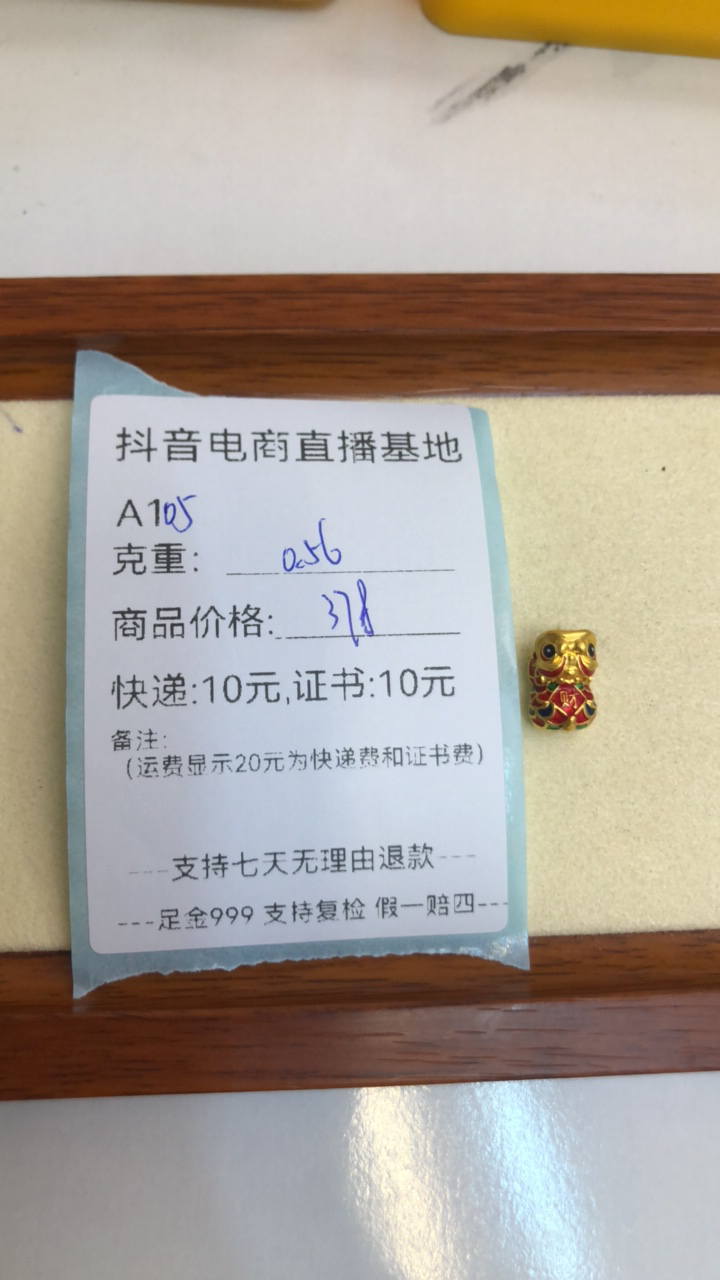 抖音电商直播基地
A105
克重: 0.56
商品价格: 378
快递:10元,证书:10元
备注:
(运费显示20元为快递费和证书费)
---支持七天无理由退款---
---足金999 支持复检 假一赔四---
财